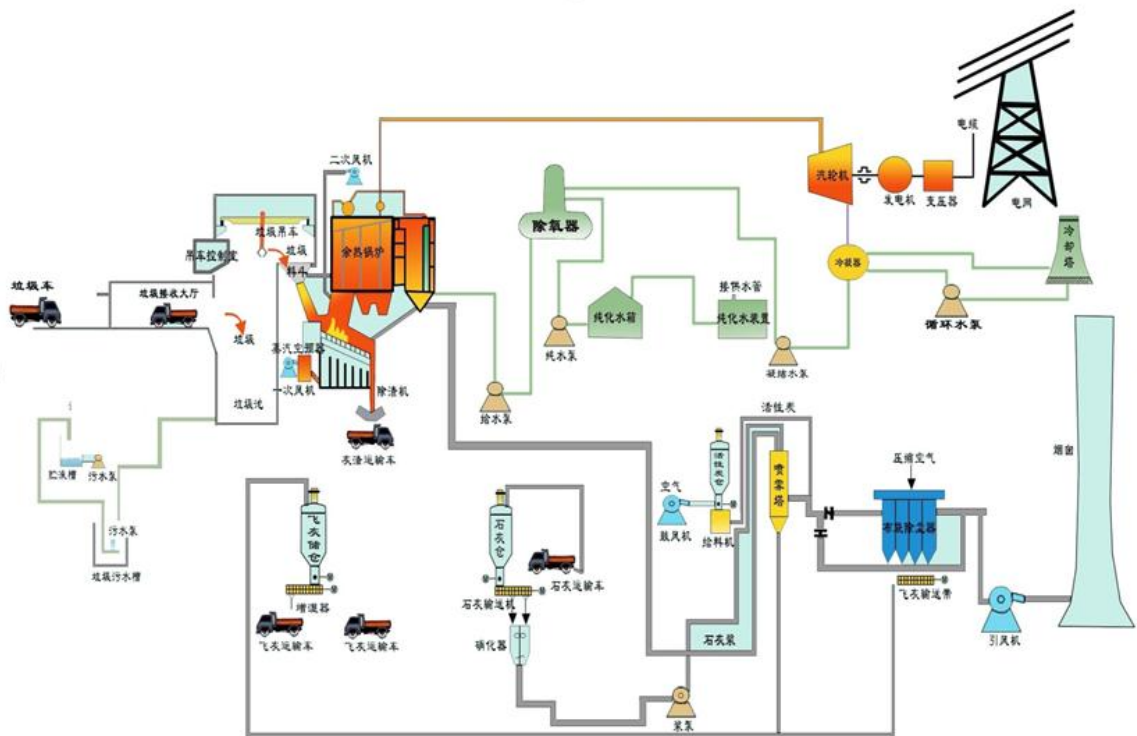 电缆
二次风机
汽轮机
发电机
变压器
电网
垃圾吊车
除氧器
吊车控制室
垃圾
料斗
余热锅炉
冷凝器
冷却塔
垃圾车
垃圾接收大厅
接供水管
纯化水箱
纯化水装置
循环水泵
垃圾
蒸汽空预器
纯水泵
凝结水泵
一次风机
除渣机
垃圾池
给水泵
活性炭
灰渣运输车
贮洗槽
污水泵
活性炭仓
喷雾塔
压缩空气
烟囱
空气
鼓风机
给料机
布袋除尘器
污水泵
飞灰储仓
石灰仓
垃圾污水槽
石灰运输车
飞灰输送带
增湿器
石灰输送机
飞灰运输车
飞灰运输车
硝化器
石灰浆
引风机
浆泵